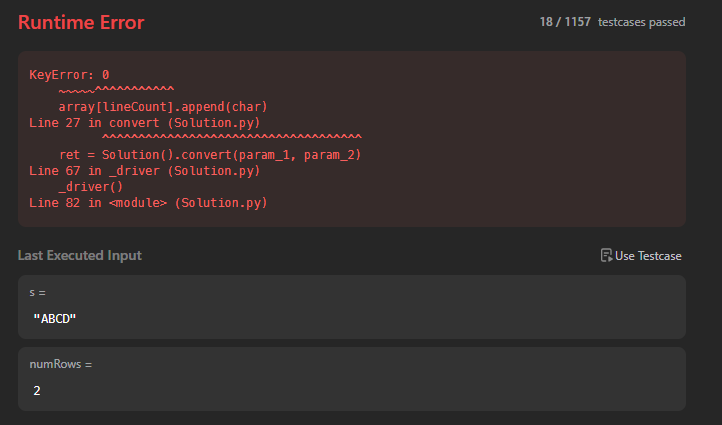 Runtime Error
18 / 1157 testcases passed
KeyError: 0
~~~~~^^^^^^^^^^^
array[lineCount].append(char)
Line 27 in convert (Solution.py)
^^^^^^^^^^^^^^^^^^^^^^^^^^^^^^^^^^^
ret = Solution().convert(param_1, param_2)
Line 67 in _driver (Solution.py)
_driver()
Line 82 in <module> (Solution.py)
Last Executed Input
Use Testcase
s =
"ABCD"
numRows =
2